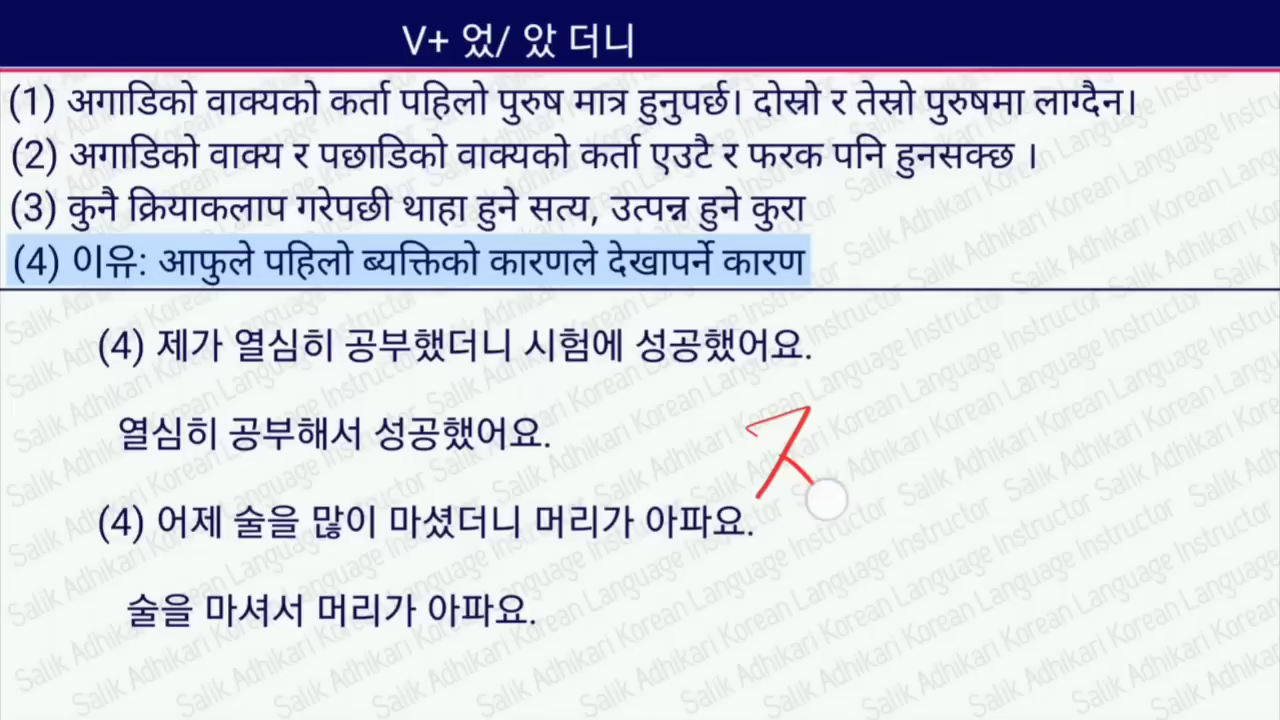 V+ 었/ 았 더니
(1) अगाडिको वाक्यको कर्ता पहिलो पुरुष मात्र हुनुपर्छ। दोस्रो र तेस्रो पुरुषमा लाग्दैन।
(2) अगाडिको वाक्य र पछाडिको वाक्यको कर्ता एउटै र फरक पनि हुनसक्छ ।
(3) कुनै क्रियाकलाप गरेपछी थाहा हुने सत्य, उत्पन्न हुने कुरा
(4) 이유: आफुले पहिलो ब्यक्तिको कारणले देखापर्ने कारण
(4) 제가 열심히 공부했더니 시험에 성공했어요.
열심히 공부해서 성공했어요.
(4) 어제 술을 많이 마셨더니 머리가 아파요.
술을 마셔서 머리가 아파요.
Salik Adhikari Korean Language Instructor